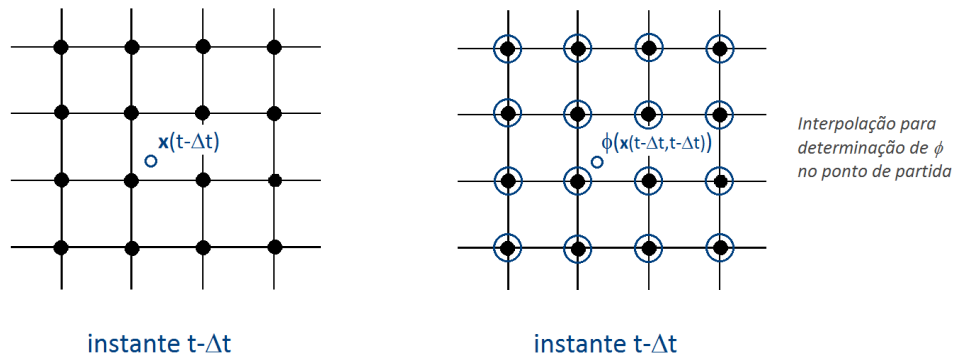 x(t-Δt)
ϕ(x(t-Δt,t-Δt))
Interpolação para
determinação de ϕ
no ponto de partida
instante t-Δt
instante t-Δt